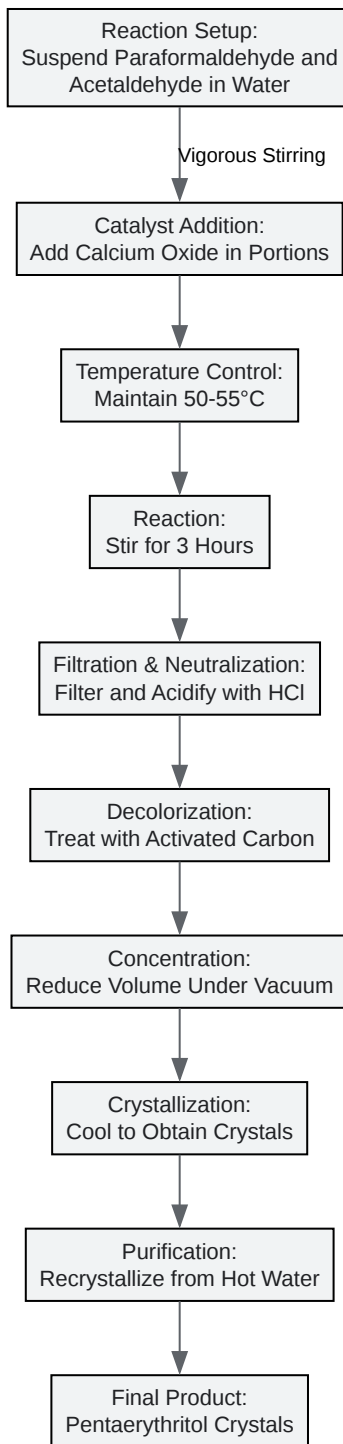 Reaction Setup:
Suspend Paraformaldehyde and
Acetaldehyde in Water
Vigorous Stirring
Catalyst Addition:
Add Calcium Oxide in Portions
Temperature Control:
Maintain 50-55°C
Reaction:
Stir for 3 Hours
Filtration & Neutralization:
Filter and Acidify with HCl
Decolorization:
Treat with Activated Carbon
Concentration:
Reduce Volume Under Vacuum
Crystallization:
Cool to Obtain Crystals
Purification:
Recrystallize from Hot Water
Final Product:
Pentaerythritol Crystals